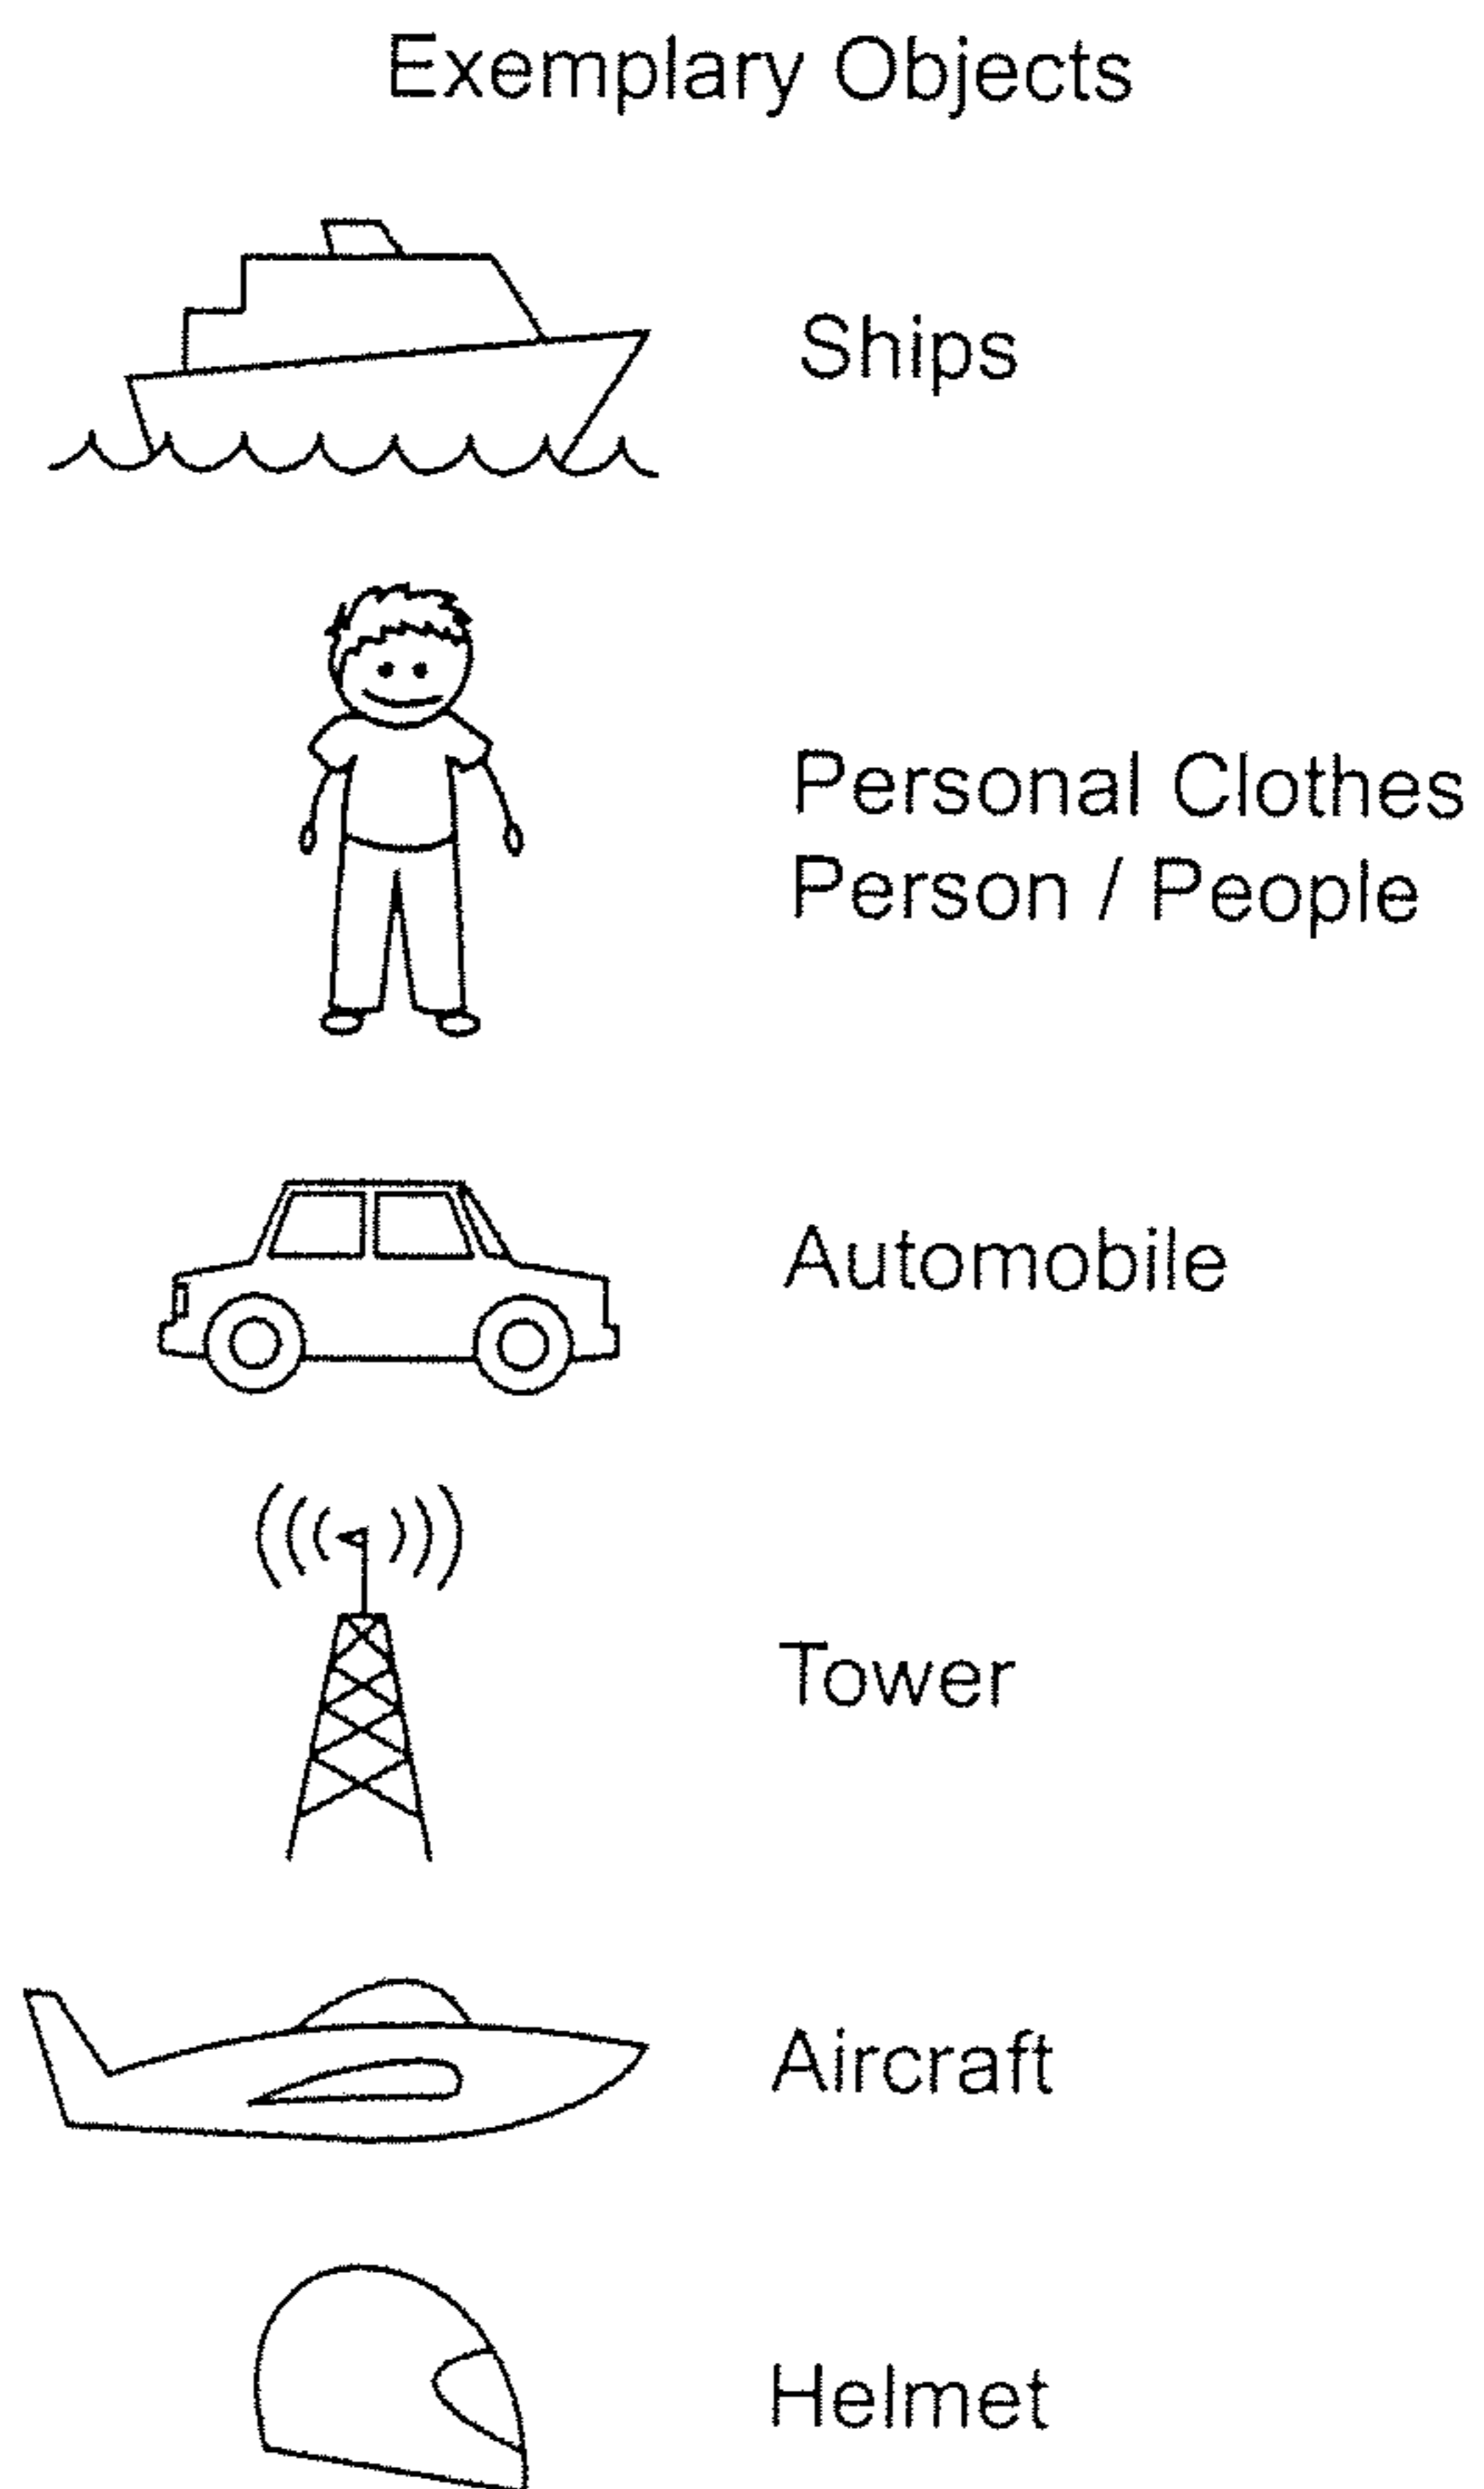 Exemplary Objects
Ships
Personal Clothes
Person / People
Automobile
Tower
Aircraft
Helmet